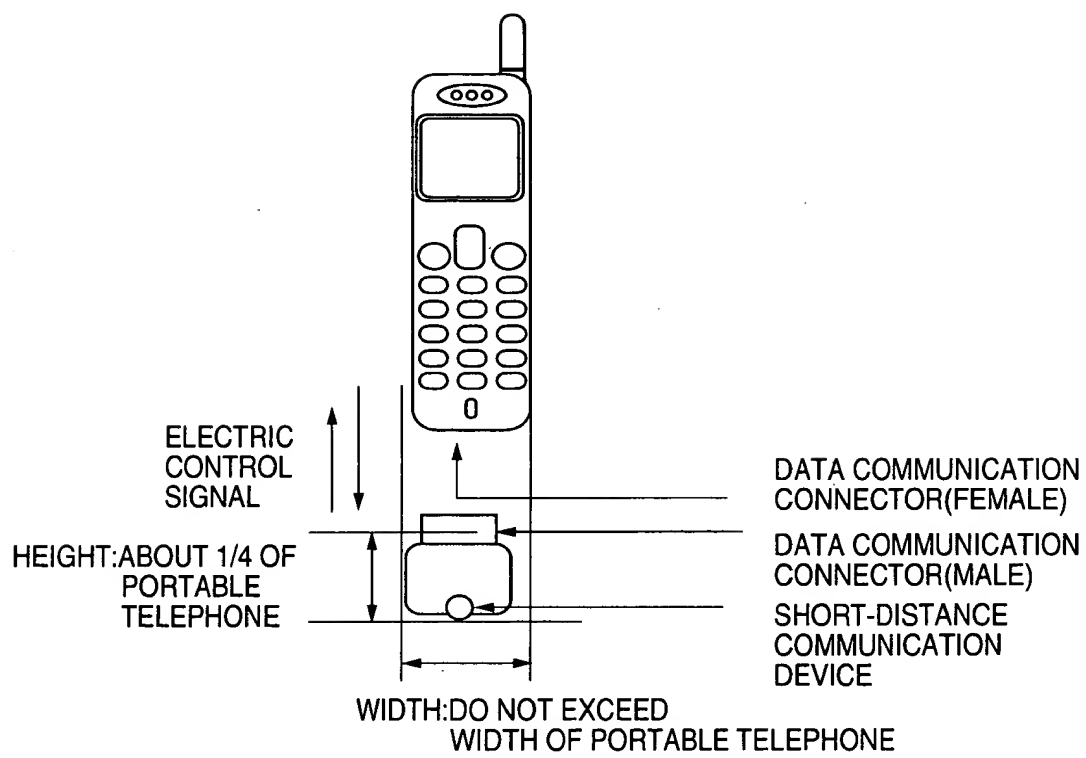 ELECTRIC
CONTROL
SIGNAL
DATA COMMUNICATION
CONNECTOR(FEMALE)
HEIGHT:ABOUT 1/4 OF
PORTABLE
TELEPHONE
DATA COMMUNICATION
CONNECTOR(MALE)
SHORT-DISTANCE
COMMUNICATION
DEVICE
WIDTH:DO NOT EXCEED
WIDTH OF PORTABLE TELEPHONE